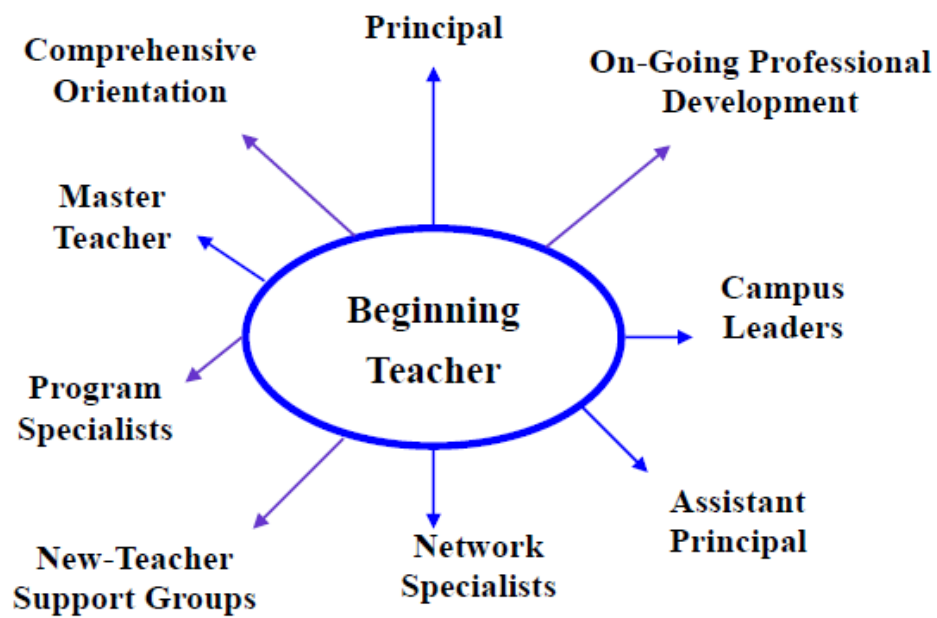 Principal
Comprehensive
Orientation
On-Going Professional
Development
Master
Teacher
Beginning
Teacher
Campus
Leaders
Program
Specialists
Assistant
Principal
New-Teacher
Support Groups
Network
Specialists